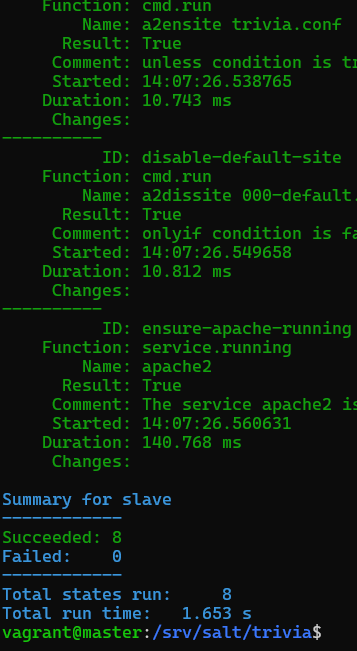 Function: cmd.run
Name: a2ensite trivia.conf
Result: True
Comment: unless condition is
Started: 14:07:26.538765
Duration: 10.743 ms
Changes:
----------
ID: disable-default-site
Function: cmd.run
Name: a2dissite 000-default.
Result: True
Comment: onlyif condition is
Started: 14:07:26.549658
Duration: 10.812 ms
Changes:
----------
ID: ensure-apache-running
Function: service.running
Name: apache2
Result: True
Comment: The service apache2
Started: 14:07:26.560631
Duration: 140.768 ms
Changes:
Summary for slave
------------
Succeeded: 8
Failed: 0
------------
Total states run: 8
Total run time: 1.653 s
vagrant@master:/srv/salt/trivia$